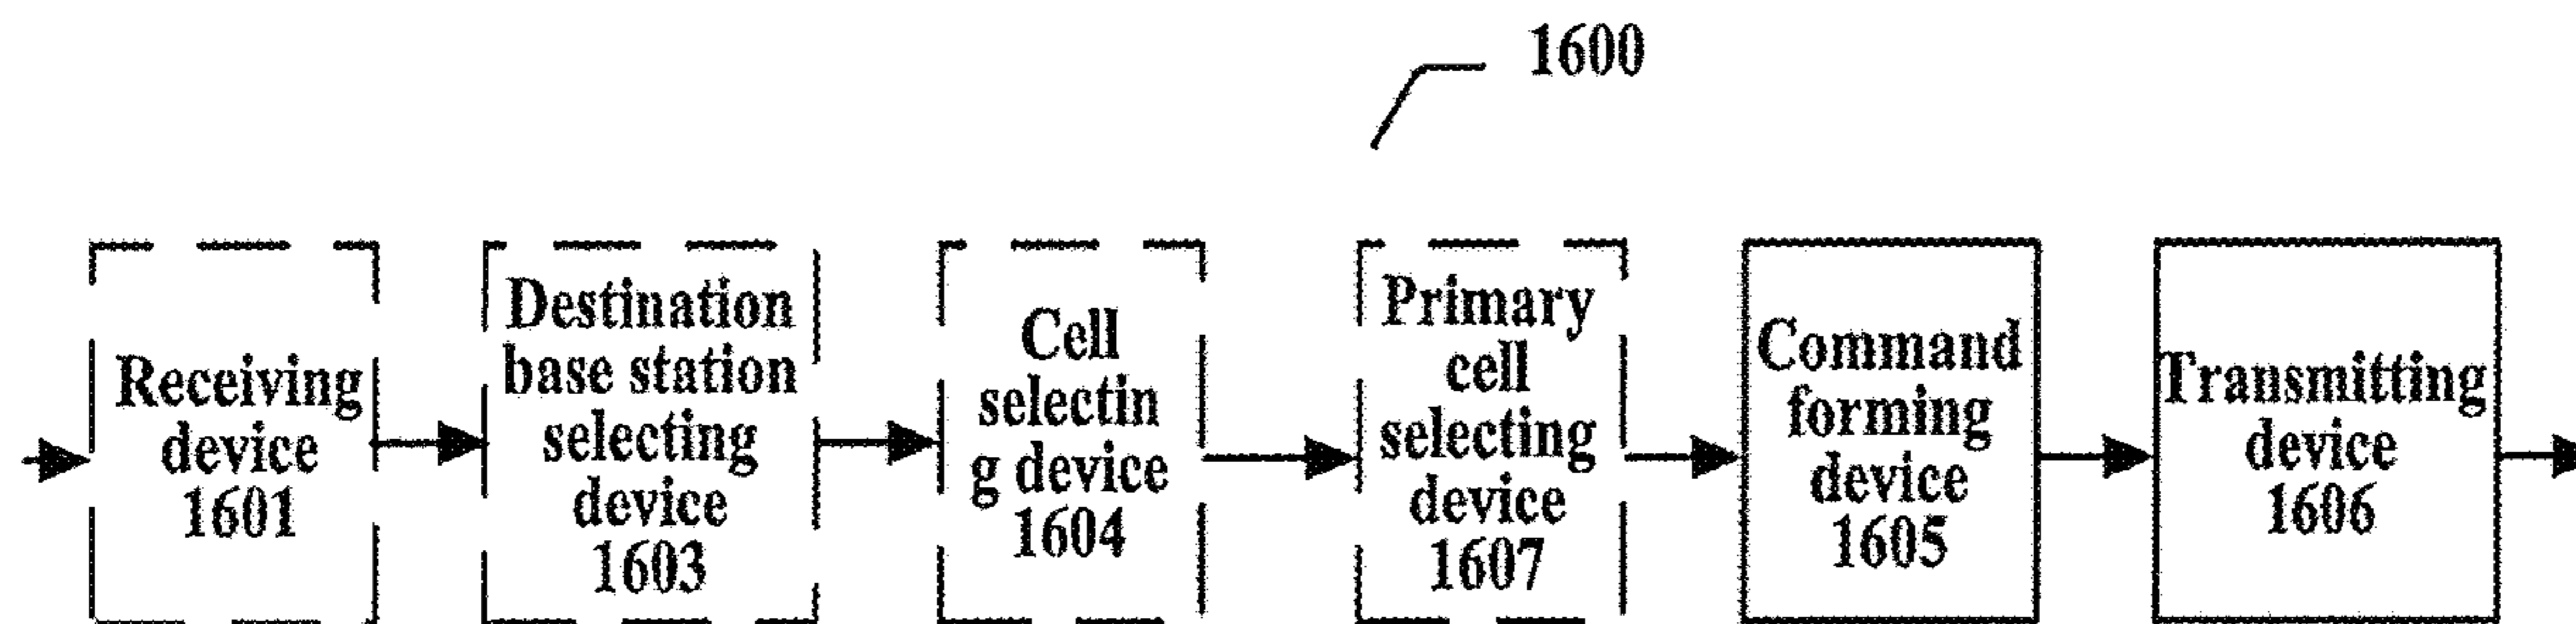 1600
Receiving
device
1601
Destination
base station
selecting
device
1603
Cell
selectin
g device
1604
Primary
cell
selecting
device
1607
Command
forming
device
1605
Transmitting
device
1606